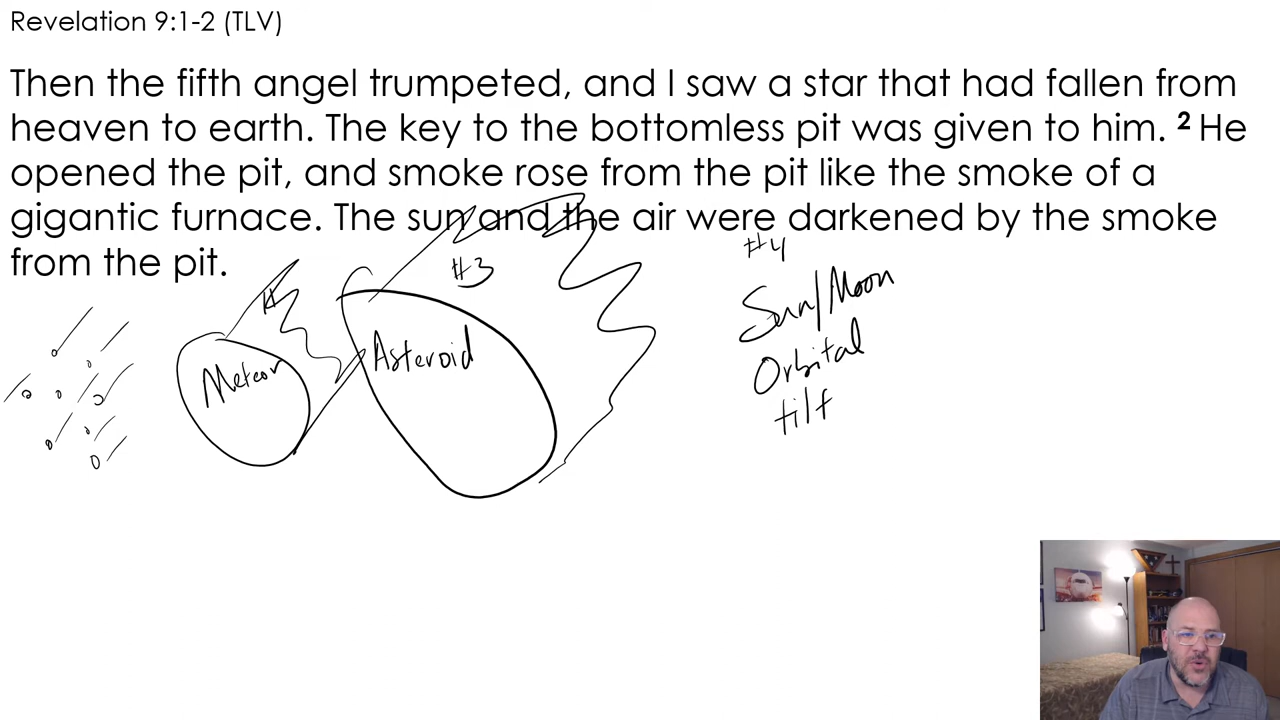 Revelation 9:1-2 (TLV)
Then the fifth angel trumpeted, and I saw a star that had fallen from
heaven to earth. The key to the bottomless pit was given to him. ² He
opened the pit, and smoke rose from the pit like the smoke of a
gigantic furnace. The sun and the air were darkened by the smoke
from the pit.
#3
#4
Sun/Moon
Orbital
tilt
Meteor
Asteroid